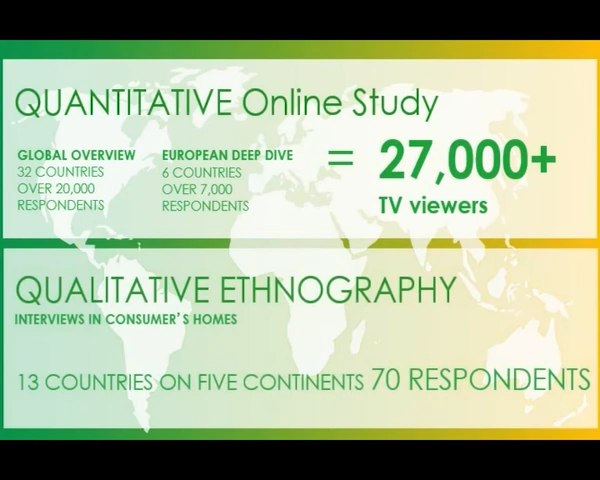 QUANTITATIVE Online Study
GLOBAL OVERVIEW
32 COUNTRIES
OVER 20,000
RESPONDENTS
EUROPEAN DEEP DIVE
6 COUNTRIES
OVER 7,000
RESPONDENTS
= 27,000+
TV viewers
QUALITATIVE ETHNOGRAPHY
INTERVIEWS IN CONSUMER'S HOMES
13 COUNTRIES ON FIVE CONTINENTS 70 RESPONDENTS